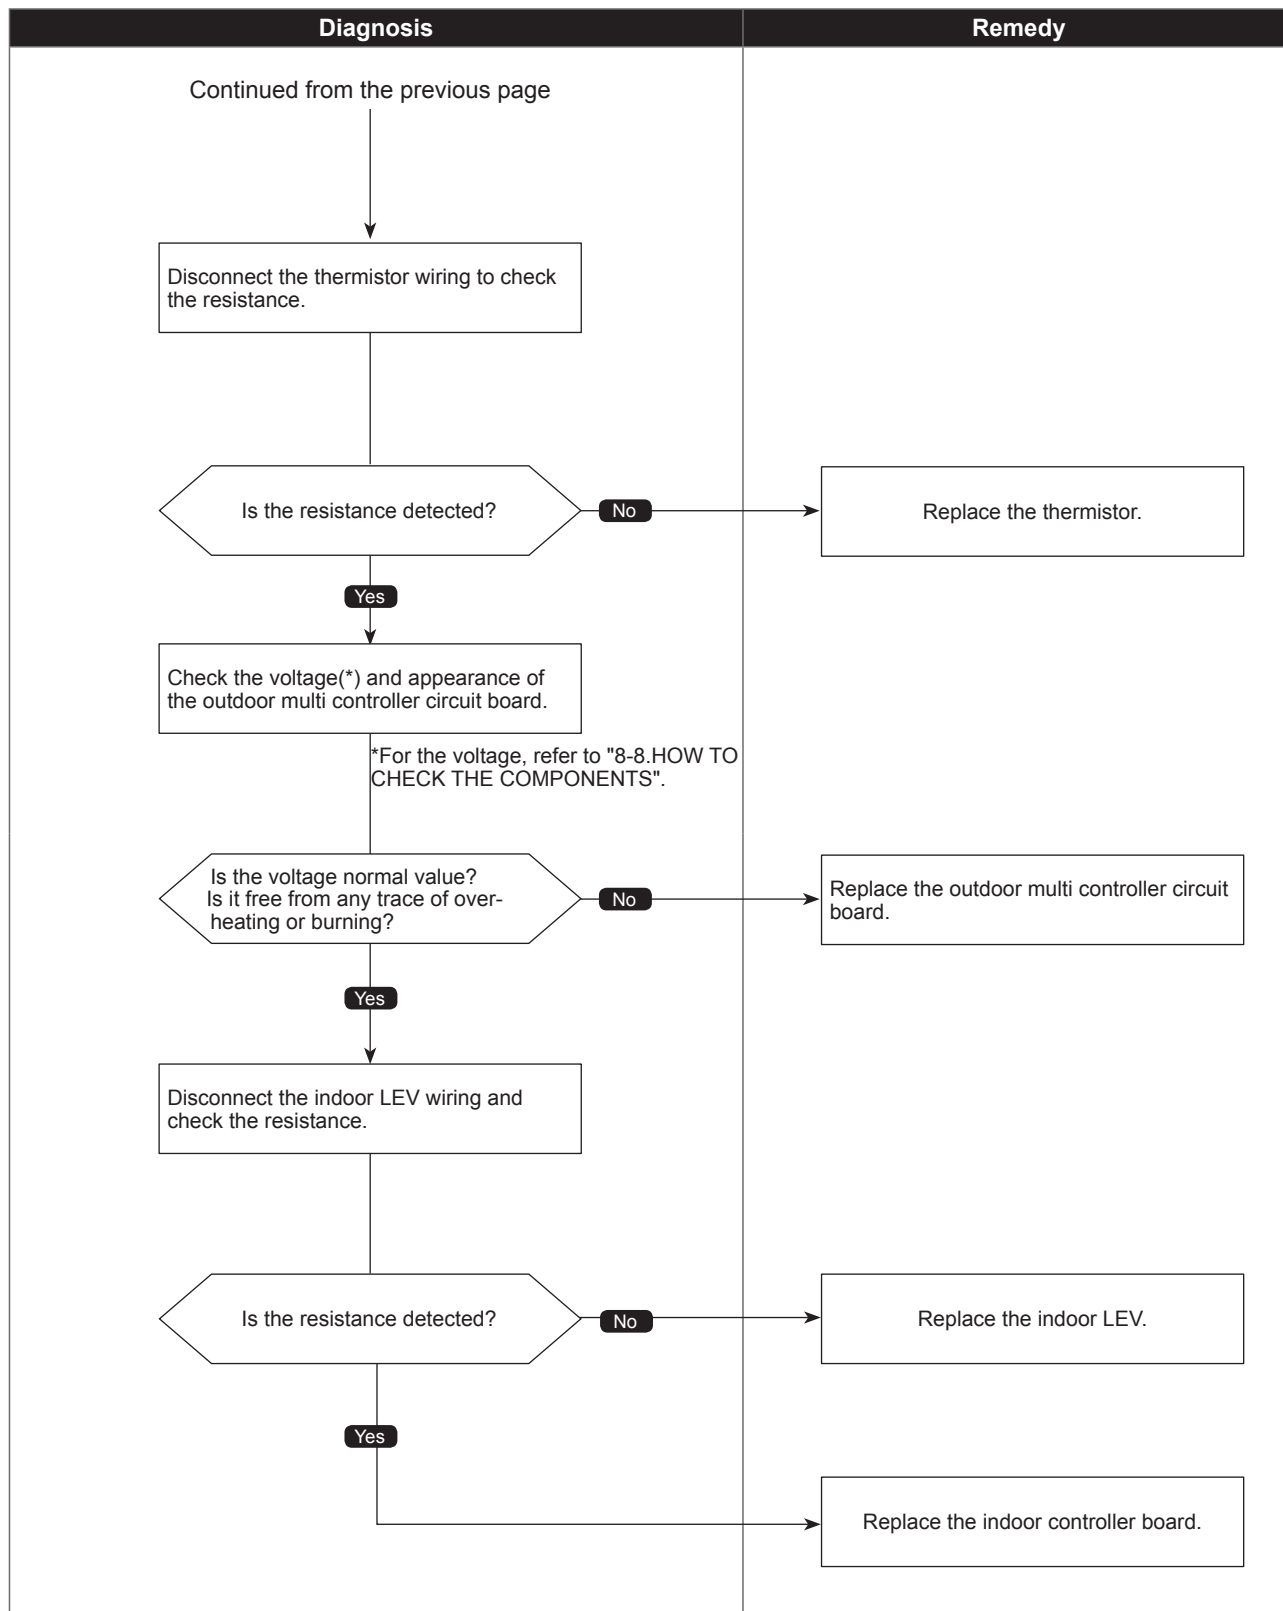 Diagnosis
Remedy
Continued from the previous page
Disconnect the thermistor wiring to check
the resistance.
Is the resistance detected?
No
Replace the thermistor.
Yes
Check the voltage(*) and appearance of
the outdoor multi controller circuit board.
*For the voltage, refer to "8-8.HOW TO
CHECK THE COMPONENTS".
Is the voltage normal value?
Is it free from any trace of over-
heating or burning?
No
Replace the outdoor multi controller circuit
board.
Yes
Disconnect the indoor LEV wiring and
check the resistance.
Is the resistance detected?
No
Replace the indoor LEV.
Yes
Replace the indoor controller board.